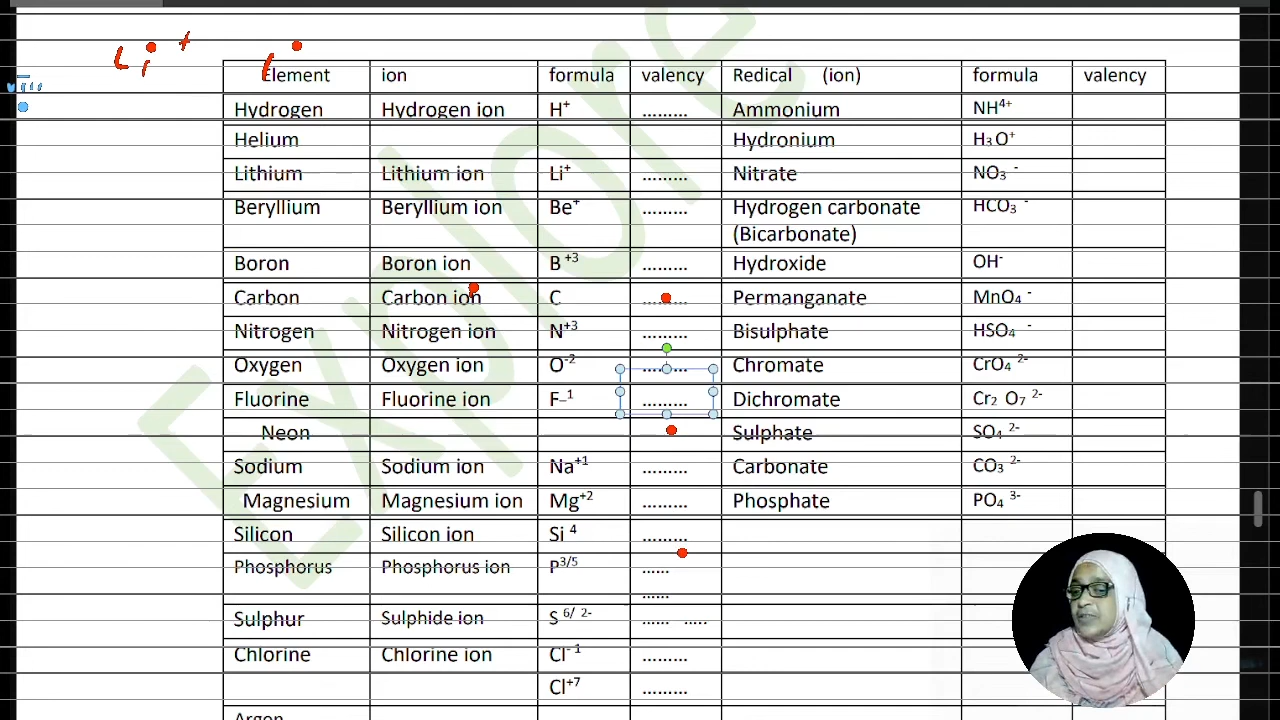 Li +
Element ion formula valency Redical (ion) formula valency
Hydrogen Hydrogen ion H⁺ ......... Ammonium NH⁴⁺
Helium Hydronium H₃O⁺
Lithium Lithium ion Li⁺ ......... Nitrate NO₃ ⁻
Beryllium Beryllium ion Be⁺ ......... Hydrogen carbonate HCO₃ ⁻
(Bicarbonate)
Boron Boron ion B ⁺³ ......... Hydroxide OH⁻
Carbon Carbon ion C ......... Permanganate MnO₄ ⁻
Nitrogen Nitrogen ion N⁺³ ......... Bisulphate HSO₄ ⁻
Oxygen Oxygen ion O⁻² ......... Chromate CrO₄ ²⁻
Fluorine Fluorine ion F₋¹ ......... Dichromate Cr₂ O₇ ²⁻
Neon Sulphate SO₄ ²⁻
Sodium Sodium ion Na⁺¹ ......... Carbonate CO₃ ²⁻
Magnesium Magnesium ion Mg⁺² ......... Phosphate PO₄ ³⁻
Silicon Silicon ion Si ⁴ .........
Phosphorus Phosphorus ion P³/⁵ ......
......
Sulphur Sulphide ion S ⁶/ ²⁻ ...... .....
Chlorine Chlorine ion Cl⁻ ¹ .........
Cl⁺⁷ .........
Argon
Explore